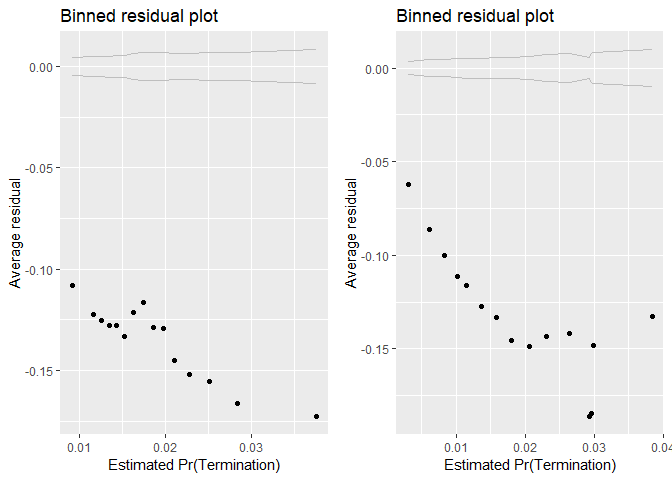 Binned residual plot
0.00
-0.05
-0.10
-0.15
Average residual
0.01
0.02
0.03
Estimated Pr(Termination)
Binned residual plot
0.00
-0.05
-0.10
-0.15
Average residual
0.01
0.02
0.03
0.04
Estimated Pr(Termination)